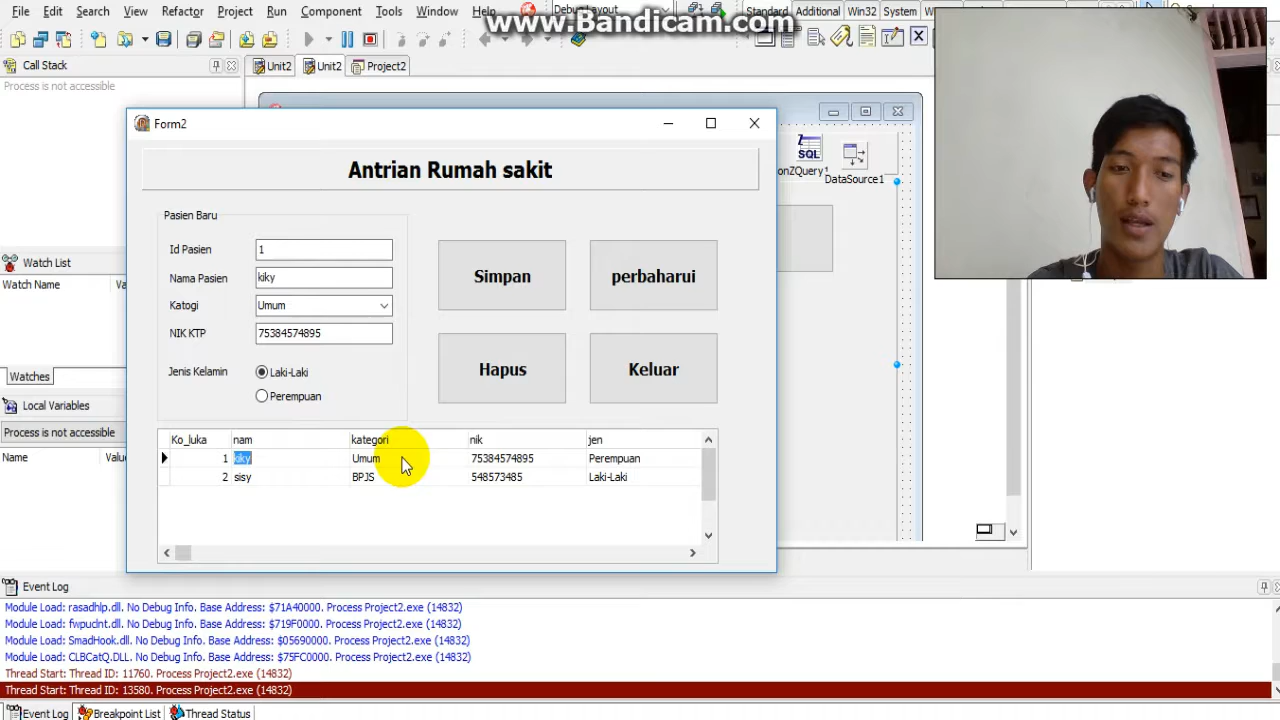 File Edit Search View Refactor Project Run Component Tools Window Help Debug Layout Standard Additional Win32 System
www.Bandicam.com
Call Stack
Unit2 Unit2 Project2
Process is not accessible
Form2
Antrian Rumah sakit
onZQuery1 DataSource1
SQL
Pasien Baru
Id Pasien 1
Nama Pasien kiky
Katogi Umum
NIK KTP 75384574895
Jenis Kelamin Laki-Laki
Perempuan
Simpan perbaharui
Hapus Keluar
Watch List
Watch Name
Watches
Local Variables
Process is not accessible
Name
Ko_luka nam kategori nik jen
1 kiky Umum 75384574895 Perempuan
2 sisy BPJS 548573485 Laki-Laki
Event Log
Module Load: rasadhlp.dll. No Debug Info. Base Address: $71A40000. Process Project2.exe (14832)
Module Load: fwpuclnt.dll. No Debug Info. Base Address: $719F0000. Process Project2.exe (14832)
Module Load: SmadHook.dll. No Debug Info. Base Address: $05690000. Process Project2.exe (14832)
Module Load: CLBCatQ.DLL. No Debug Info. Base Address: $75FC0000. Process Project2.exe (14832)
Thread Start: Thread ID: 11760. Process Project2.exe (14832)
Thread Start: Thread ID: 13580. Process Project2.exe (14832)
Event Log Breakpoint List Thread Status